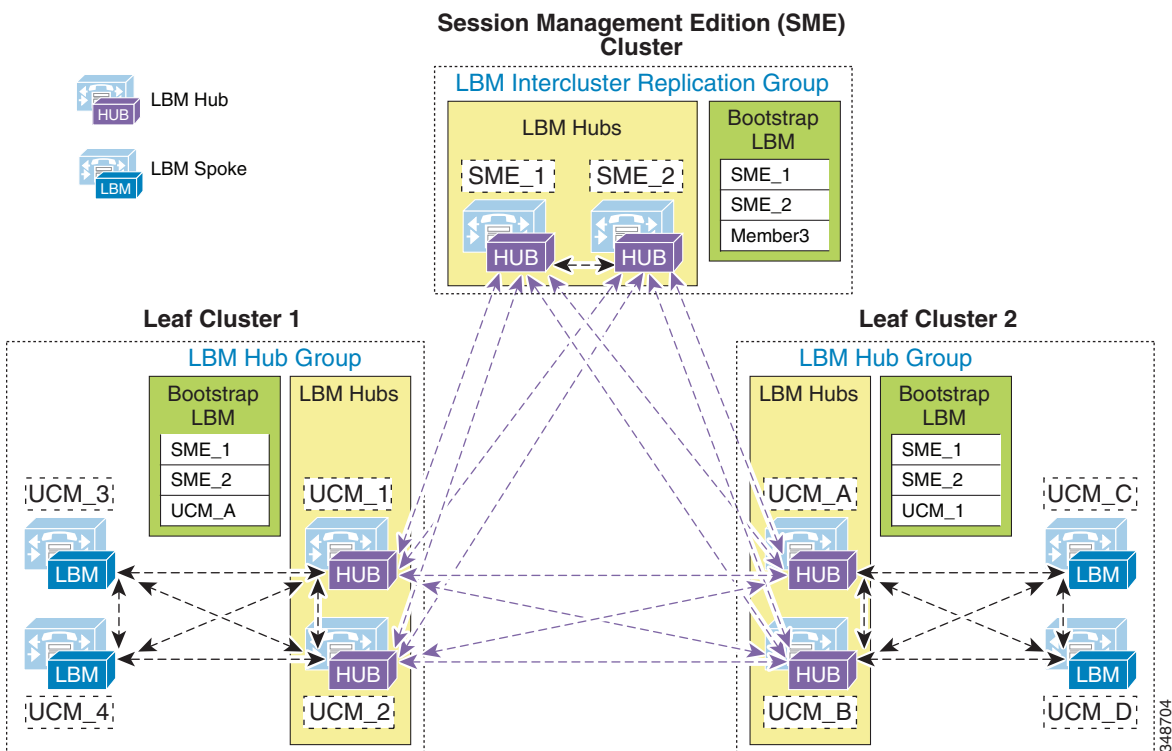 Session Management Edition (SME)
Cluster
LBM Intercluster Replication Group
HUB
LBM Hub
LBM
LBM Spoke
LBM Hubs
SME_1
SME_2
HUB
HUB
Bootstrap
LBM
SME_1
SME_2
Member3
Leaf Cluster 1
LBM Hub Group
Bootstrap
LBM
SME_1
SME_2
UCM_A
LBM Hubs
UCM_3
UCM_1
LBM
HUB
LBM
HUB
UCM_4
UCM_2
Leaf Cluster 2
LBM Hub Group
LBM Hubs
Bootstrap
LBM
SME_1
SME_2
UCM_1
UCM_A
UCM_C
HUB
LBM
HUB
LBM
UCM_B
UCM_D
348704